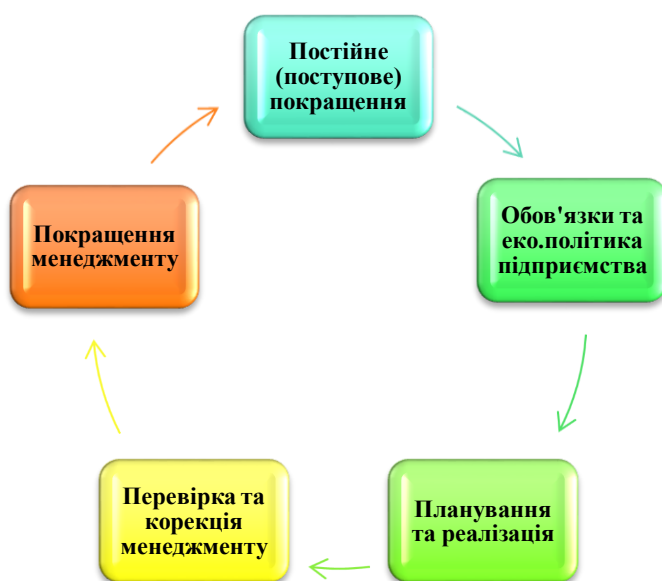 Постійне
(поступове)
покращення
Обов'язки та
еко.політика
підприємства
Планування
та реалізація
Перевірка та
корекція
менеджменту
Покращення
менеджменту